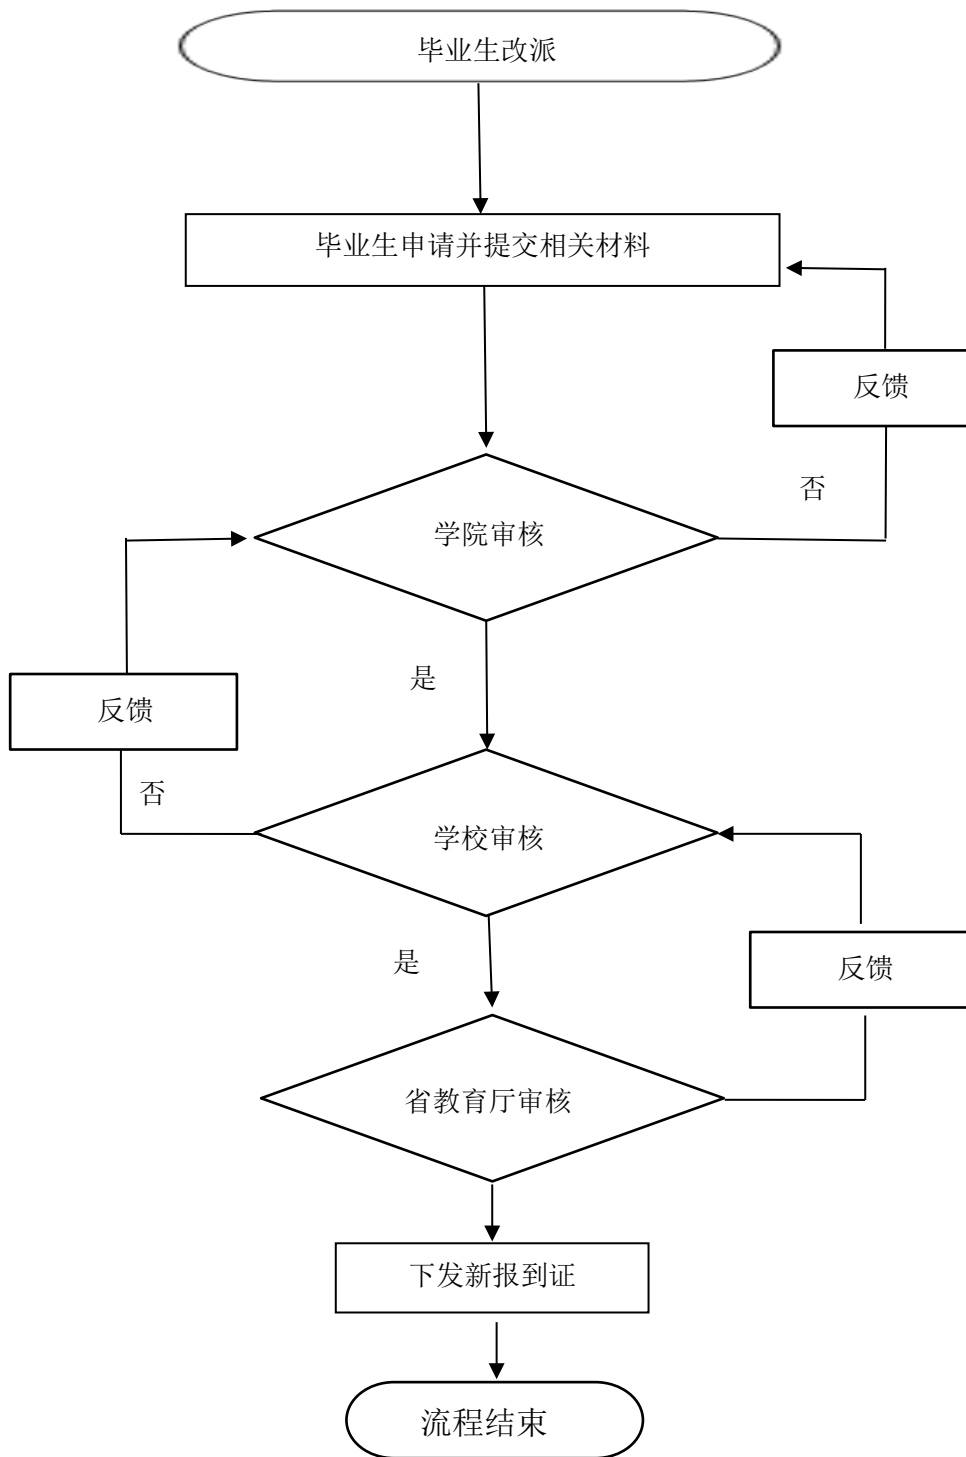 毕业生改派
毕业生申请并提交相关材料
反馈
否
学院审核
是
反馈
否
学校审核
是
反馈
省教育厅审核
下发新报到证
流程结束